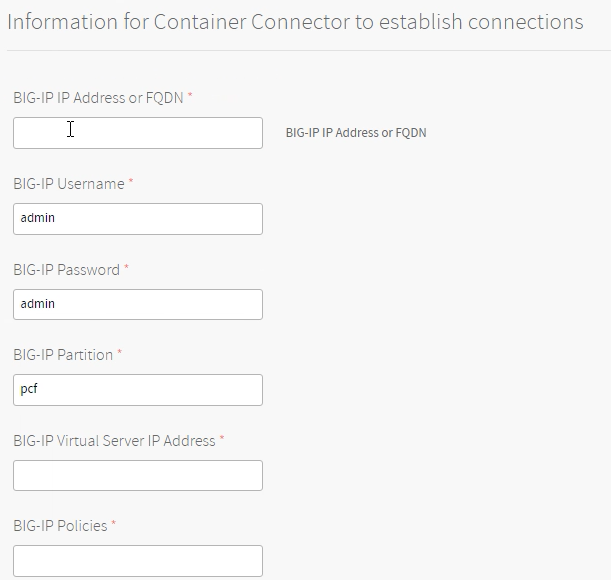 Information for Container Connector to establish connections
BIG-IP IP Address or FQDN *
BIG-IP IP Address or FQDN
BIG-IP Username *
admin
BIG-IP Password *
admin
BIG-IP Partition *
pcf
BIG-IP Virtual Server IP Address *
BIG-IP Policies *